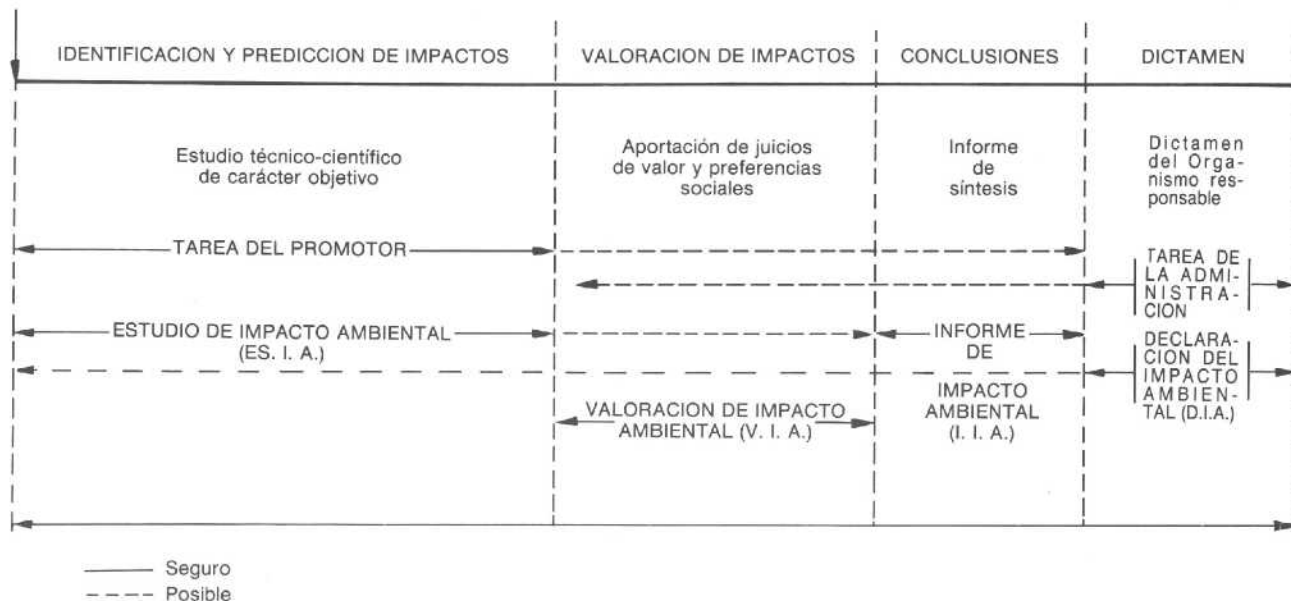 IDENTIFICACION Y PREDICCION DE IMPACTOS
VALORACION DE IMPACTOS
CONCLUSIONES
DICTAMEN
Estudio técnico-científico
de carácter objetivo
Aportación de juicios
de valor y preferencias
sociales
Informe
de
síntesis
Dictamen
del Orga-
nismo res-
ponsable
TAREA DEL PROMOTOR
TAREA DE
LA ADMI-
NISTRA-
CION
ESTUDIO DE IMPACTO AMBIENTAL
(ES. I. A.)
INFORME
DE
IMPACTO
AMBIENTAL
(I. I. A.)
DECLARA-
CION DEL
IMPACTO
AMBIEN-
TAL (D.I.A.)
VALORACION DE IMPACTO
AMBIENTAL (V. I. A.)
Seguro
Posible